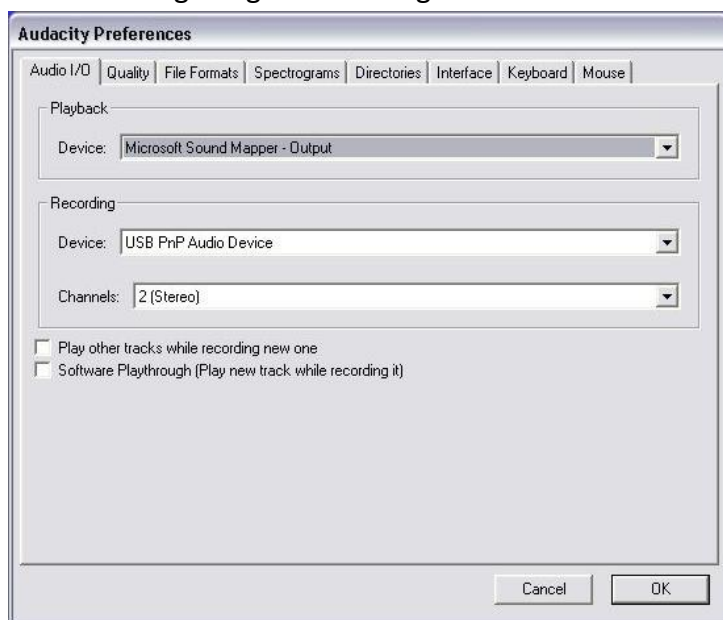 Audacity Preferences
Audio I/O Quality File Formats Spectrograms Directories Interface Keyboard Mouse
Playback
Device: Microsoft Sound Mapper - Output
Recording
Device: USB PnP Audio Device
Channels: 2 (Stereo)
Play other tracks while recording new one
Software Playthrough (Play new track while recording it)
Cancel OK